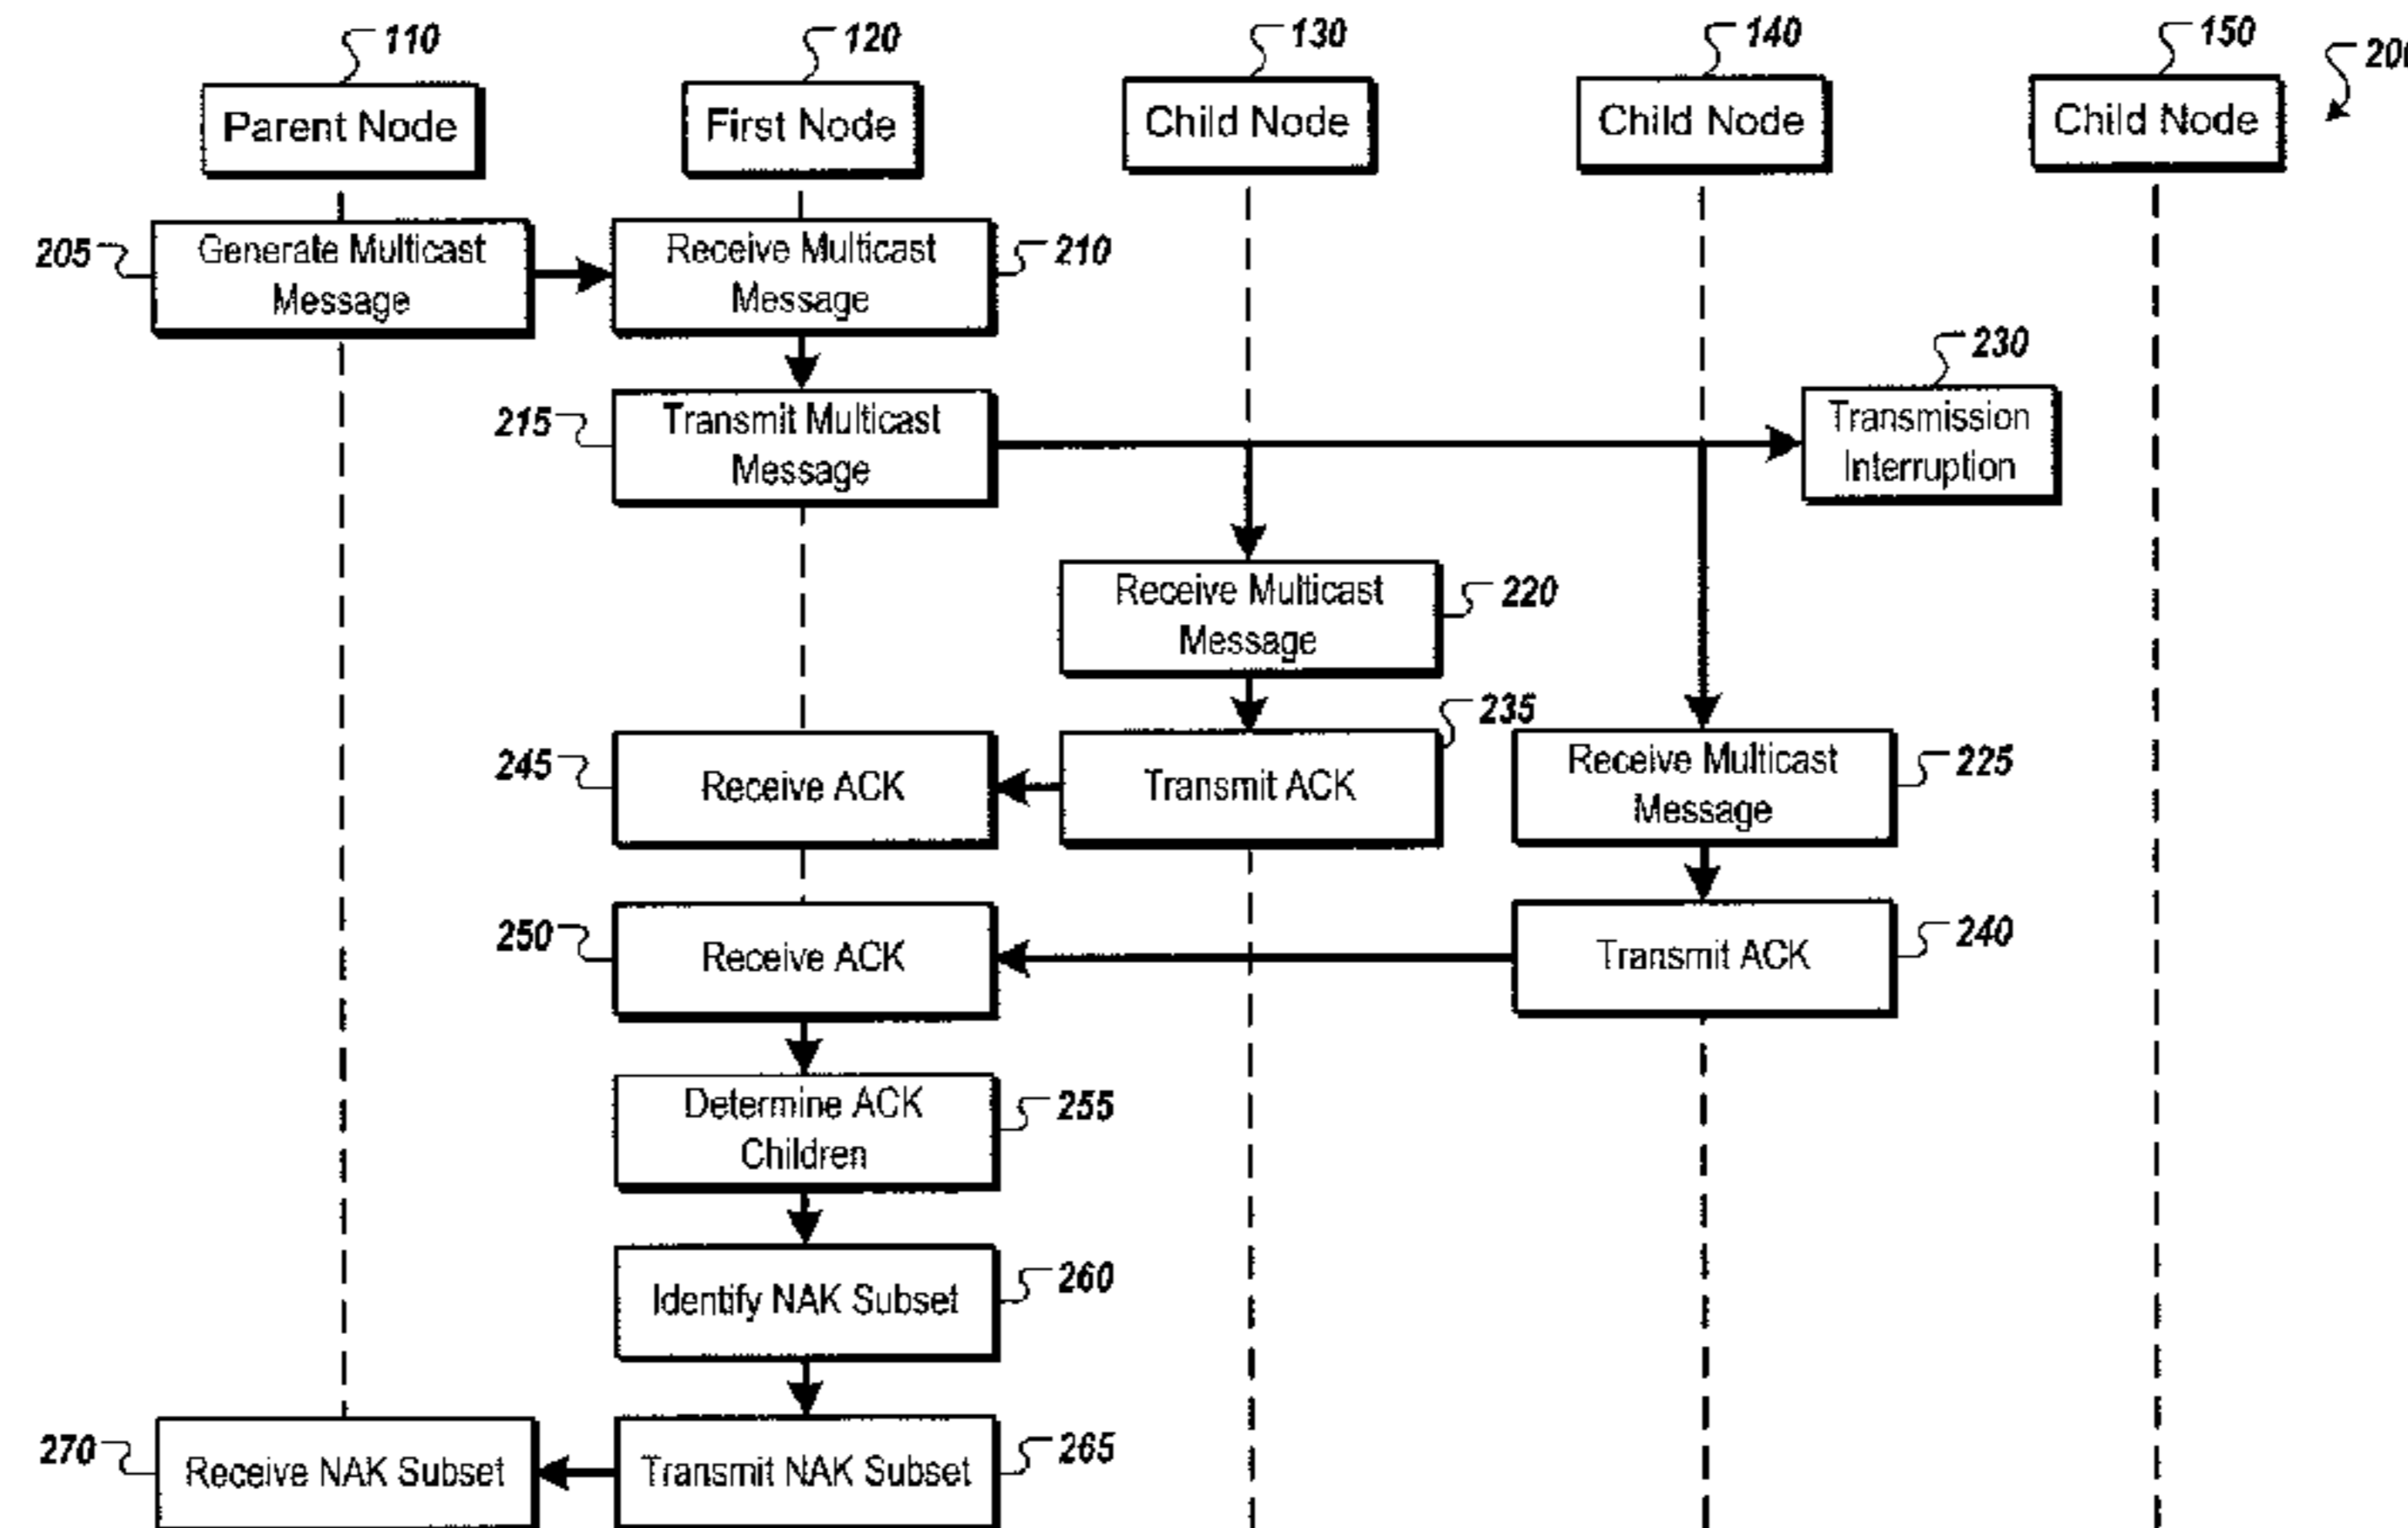 110
120
130
140
150
200
Parent Node
First Node
Child Node
Child Node
Child Node
205
Generate Multicast
Message
Receive Multicast
Message
210
230
215
Transmit Multicast
Message
Transmission
Interruption
Receive Multicast
Message
220
235
245
Receive ACK
Transmit ACK
Receive Multicast
Message
225
250
Receive ACK
Transmit ACK
240
Determine ACK
Children
255
Identify NAK Subset
260
270
Receive NAK Subset
Transmit NAK Subset
265